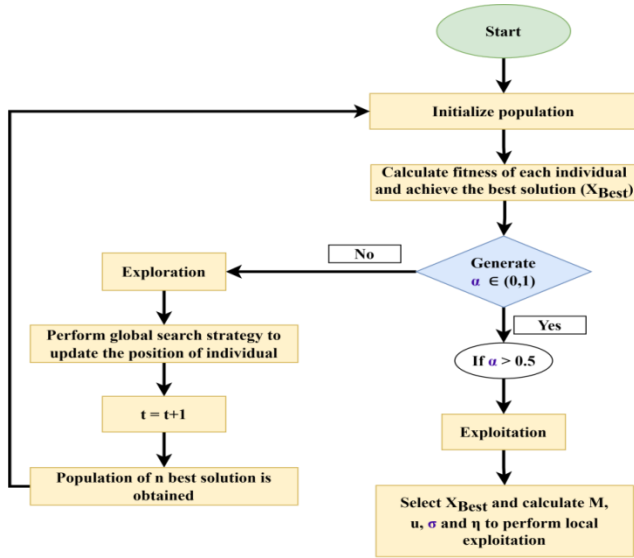 Start
Initialize population
Calculate fitness of each individual
and achieve the best solution (XBest)
Generate
α ∈ (0,1)
No
Yes
If α > 0.5
Exploitation
Select XBest and calculate M,
u, σ and η to perform local
exploitation
Exploration
Perform global search strategy to
update the position of individual
t = t+1
Population of n best solution is
obtained